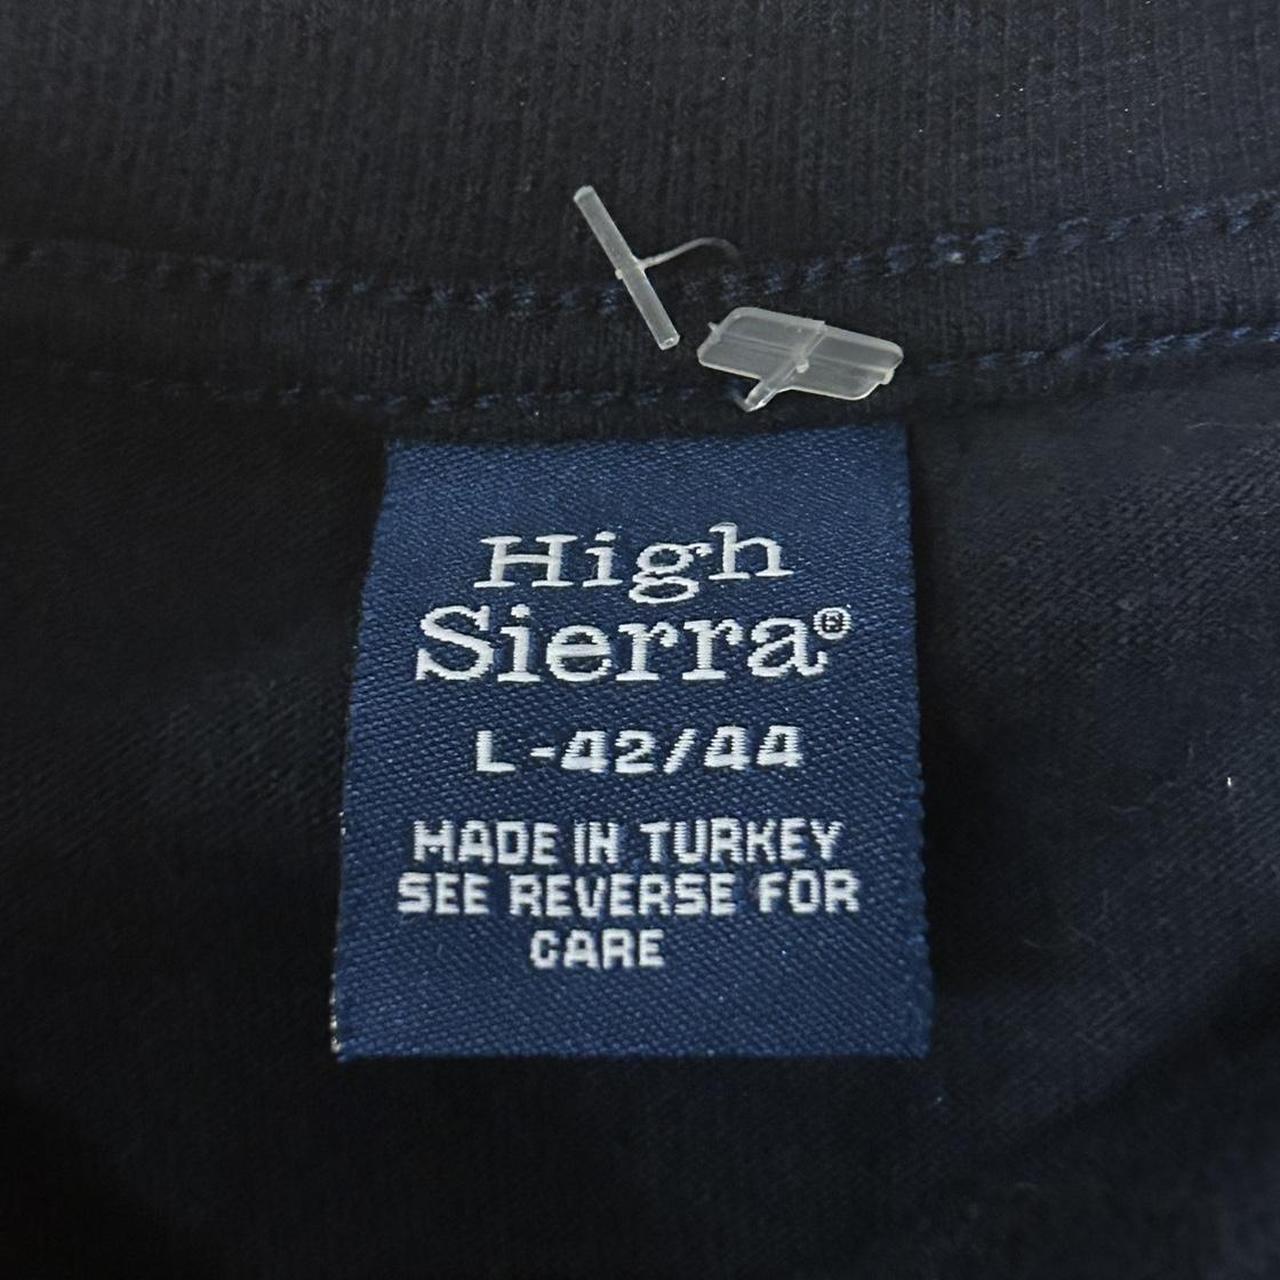 High
Sierra®
L-42/44
MADE IN TURKEY
SEE REVERSE FOR
CARE